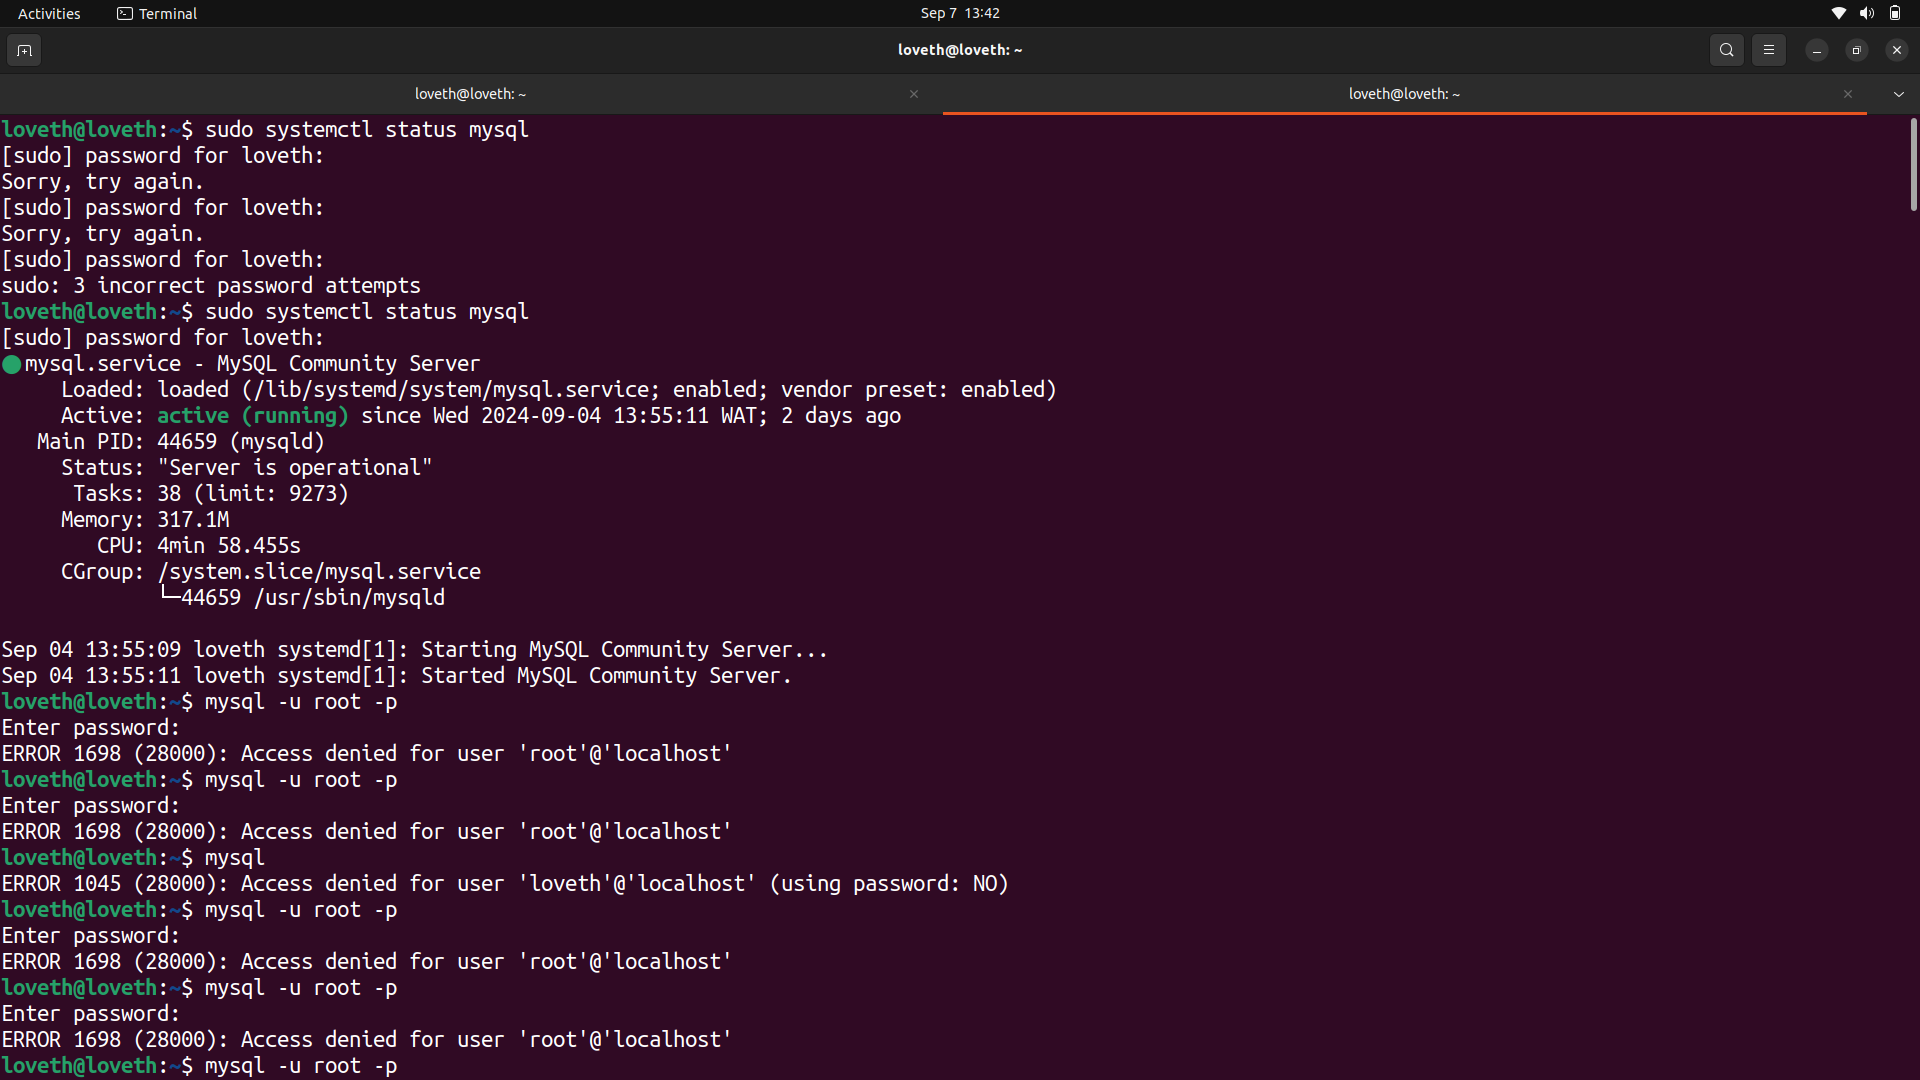 Activities
Terminal
Sep 7 13:42
loveth@loveth: ~
loveth@loveth: ~
loveth@loveth: ~
loveth@loveth:~$ sudo systemctl status mysql
[sudo] password for loveth:
Sorry, try again.
[sudo] password for loveth:
Sorry, try again.
[sudo] password for loveth:
sudo: 3 incorrect password attempts
loveth@loveth:~$ sudo systemctl status mysql
[sudo] password for loveth:
mysql.service - MySQL Community Server
Loaded: loaded (/lib/systemd/system/mysql.service; enabled; vendor preset: enabled)
Active: active (running) since Wed 2024-09-04 13:55:11 WAT; 2 days ago
Main PID: 44659 (mysqld)
Status: "Server is operational"
Tasks: 38 (limit: 9273)
Memory: 317.1M
CPU: 4min 58.455s
CGroup: /system.slice/mysql.service
└─44659 /usr/sbin/mysqld
Sep 04 13:55:09 loveth systemd[1]: Starting MySQL Community Server...
Sep 04 13:55:11 loveth systemd[1]: Started MySQL Community Server.
loveth@loveth:~$ mysql -u root -p
Enter password:
ERROR 1698 (28000): Access denied for user 'root'@'localhost'
loveth@loveth:~$ mysql -u root -p
Enter password:
ERROR 1698 (28000): Access denied for user 'root'@'localhost'
loveth@loveth:~$ mysql
ERROR 1045 (28000): Access denied for user 'loveth'@'localhost' (using password: NO)
loveth@loveth:~$ mysql -u root -p
Enter password:
ERROR 1698 (28000): Access denied for user 'root'@'localhost'
loveth@loveth:~$ mysql -u root -p
Enter password:
ERROR 1698 (28000): Access denied for user 'root'@'localhost'
loveth@loveth:~$ mysql -u root -p